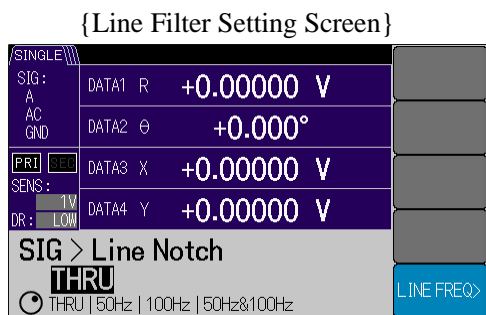 {Line Filter Setting Screen}
SINGLE
SIG:
A
AC
GND
DATA1 R +0.00000 V
DATA2 θ +0.000°
PRI SEC
SENS:
1V
DR: LOW
DATA3 X +0.00000 V
DATA4 Y +0.00000 V
SIG > Line Notch
THRU
THRU | 50Hz | 100Hz | 50Hz&100Hz
LINE FREQ>